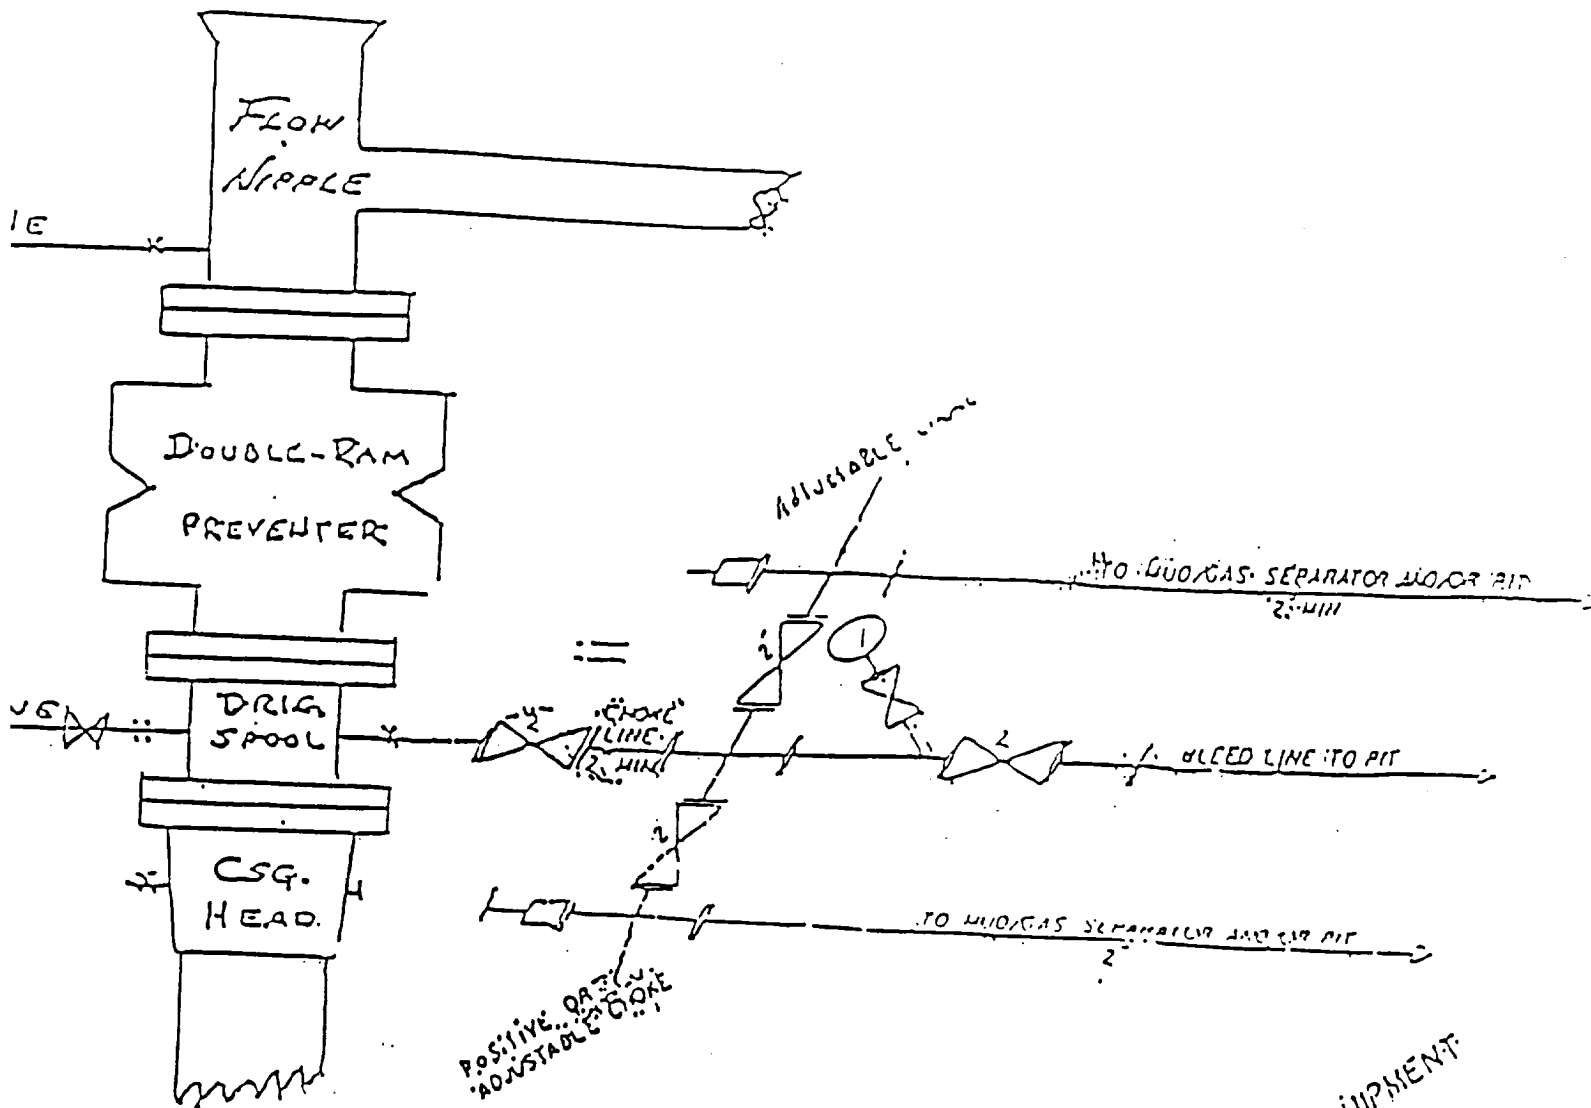 FLOW
NIPPLE
DOUBLE-RAM
PREVENTER
ADJUSTABLE
TO MUD/GAS SEPARATOR AND/OR PIT
2" MIN
2"
1
DRLG.
SPOOL
2"
"CHOKE"
LINE
2" MIN
2
BLEED LINE TO PIT
2
CSG.
HEAD
TO MUD/GAS SEPARATOR AND/OR PIT
2"
POSITIVE OR
ADJUSTABLE CHOKE